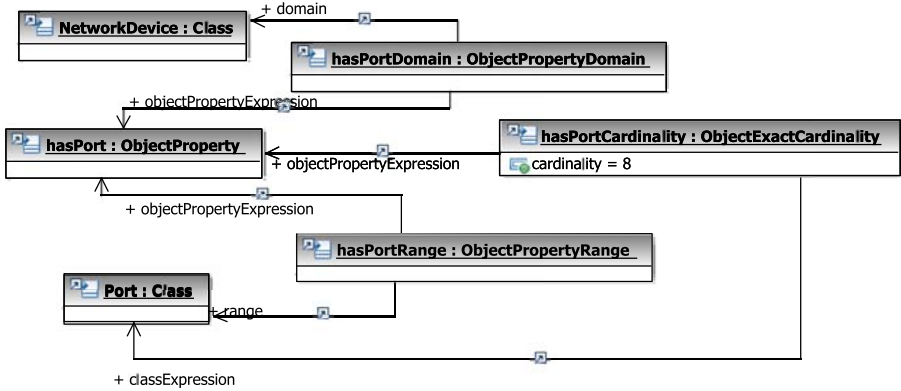 + domain
NetworkDevice : Class
hasPortDomain : ObjectPropertyDomain
+ objectPropertyExpression
hasPort : ObjectProperty
hasPortCardinality : ObjectExactCardinality
cardinality = 8
+ objectPropertyExpression
+ objectPropertyExpression
hasPortRange : ObjectPropertyRange
Port : Class
+ range
+ classExpression